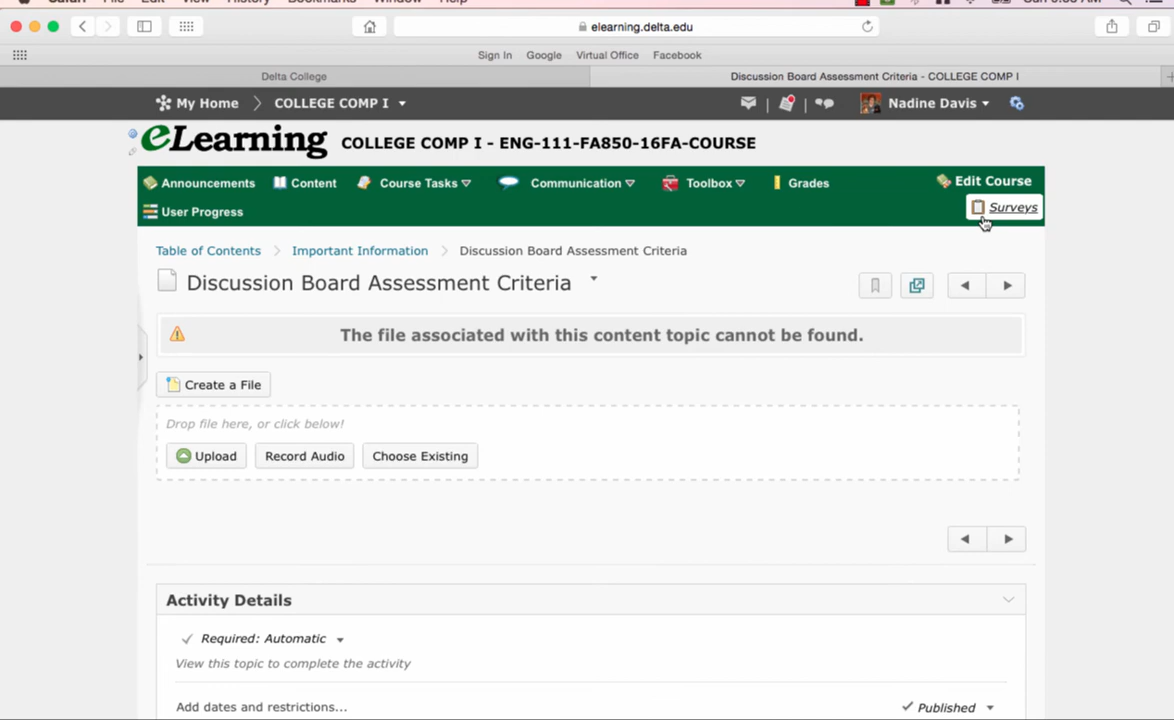 elearning.delta.edu
Sign In Google Virtual Office Facebook
Delta College Discussion Board Assessment Criteria - COLLEGE COMP I
My Home COLLEGE COMP I Nadine Davis
eLearning COLLEGE COMP I - ENG-111-FA850-16FA-COURSE
Announcements Content Course Tasks Communication Toolbox Grades Edit Course
User Progress Surveys
Table of Contents Important Information Discussion Board Assessment Criteria
Discussion Board Assessment Criteria
The file associated with this content topic cannot be found.
Create a File
Drop file here, or click below!
Upload Record Audio Choose Existing
Activity Details
Required: Automatic
View this topic to complete the activity
Add dates and restrictions... Published